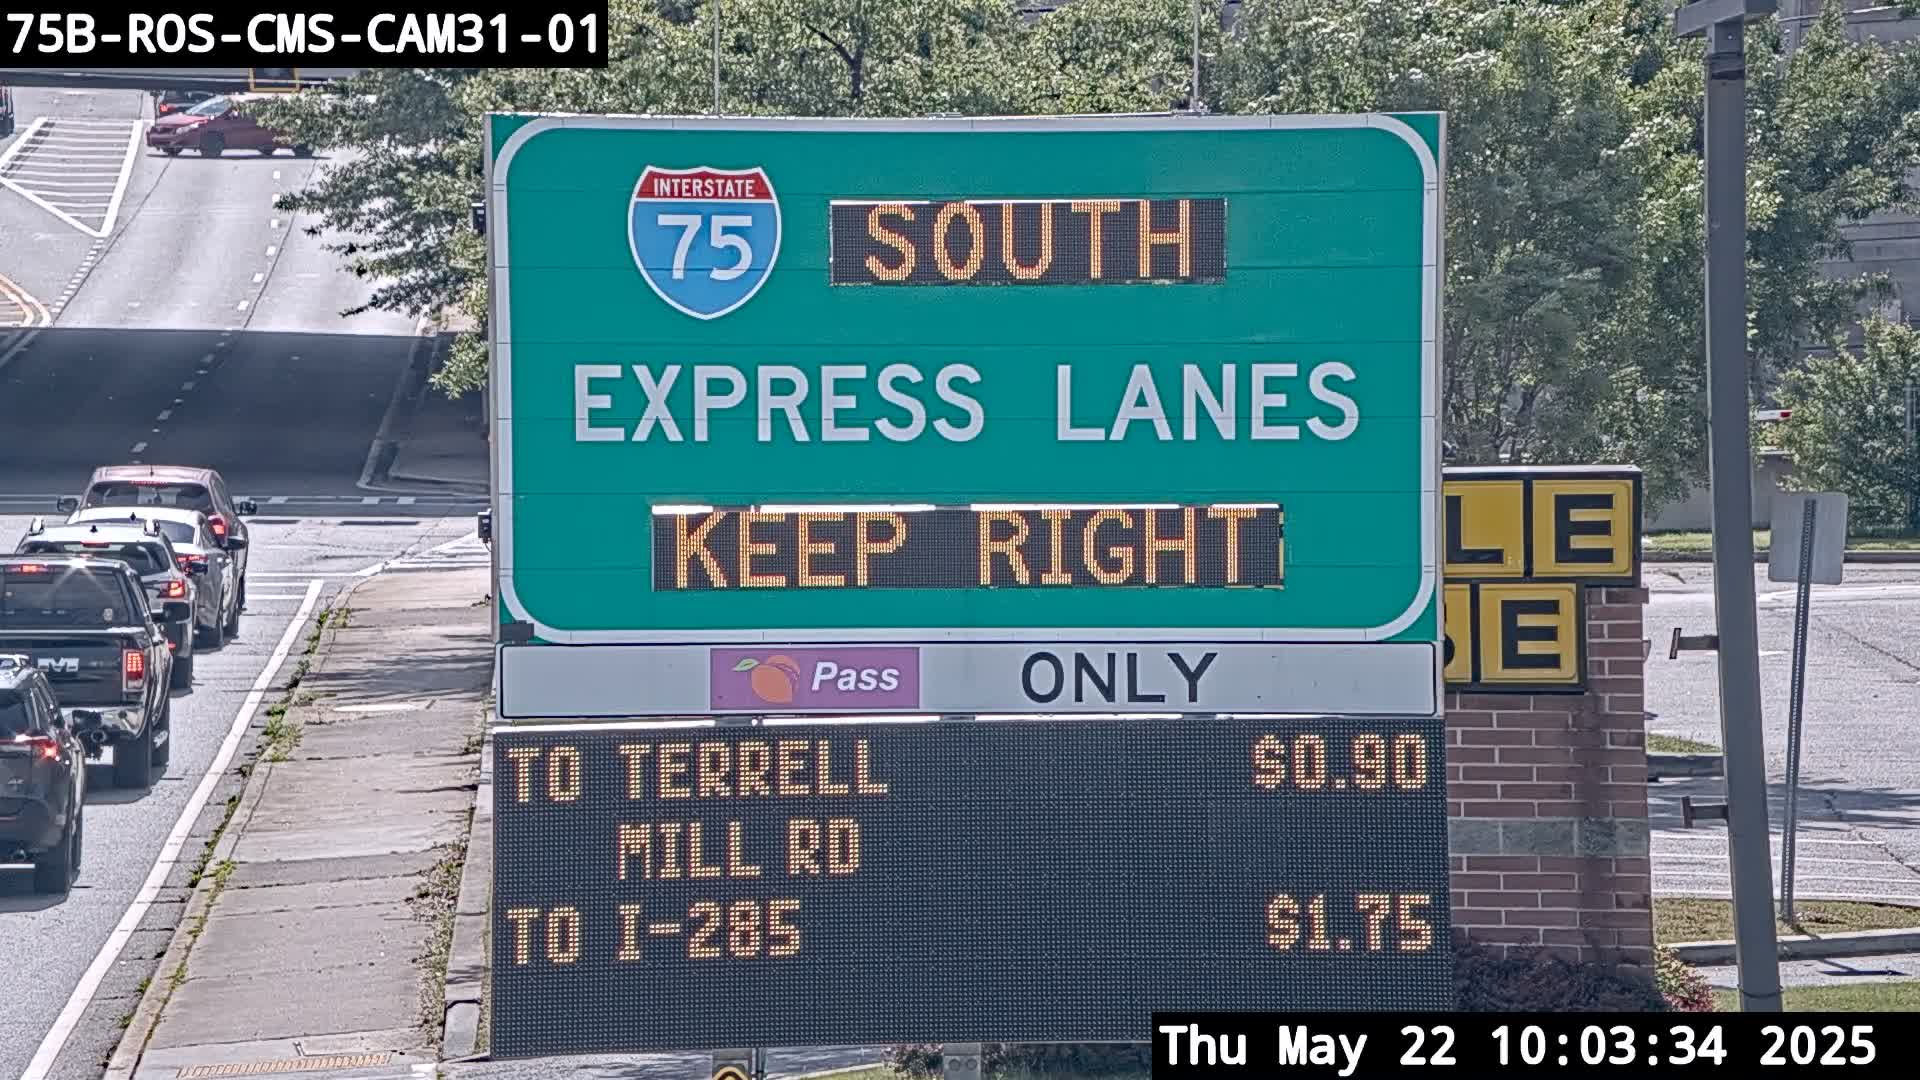 75B-ROS-CMS-CAM31-01
INTERSTATE
75
SOUTH
EXPRESS LANES
KEEP RIGHT
LE
E
Pass ONLY
TO TERRELL $0.90
MILL RD
TO I-285 $1.75
Thu May 22 10:03:34 2025